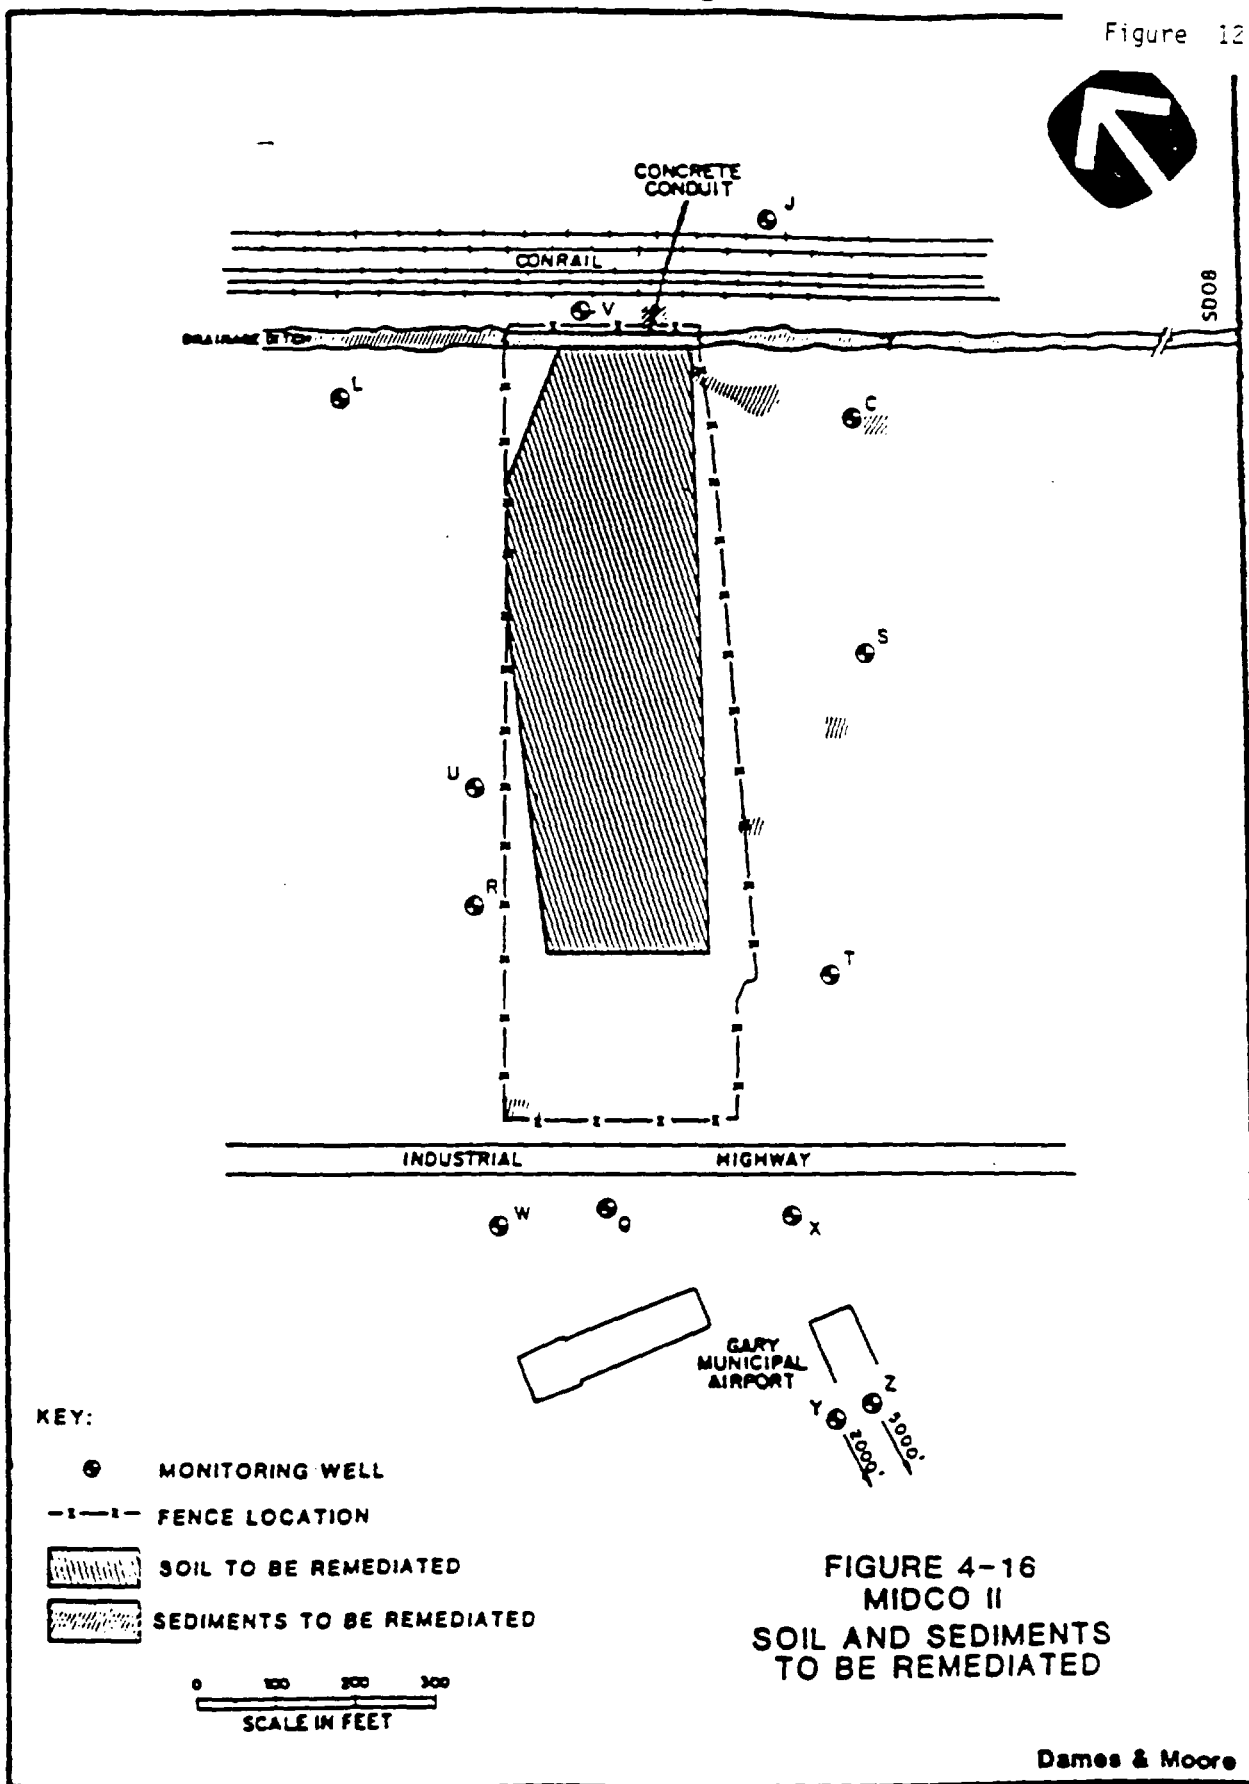 Figure 12
CONCRETE
CONDUIT
J
CONRAIL
SD08
V
DRAINAGE DITCH
L
C
S
U
R
T
INDUSTRIAL HIGHWAY
W
Q
X
GARY
MUNICIPAL
AIRPORT
Z
Y
2000'
KEY:
MONITORING WELL
FENCE LOCATION
SOIL TO BE REMEDIATED
SEDIMENTS TO BE REMEDIATED
0 100 200 300
SCALE IN FEET
FIGURE 4-16
MIDCO II
SOIL AND SEDIMENTS
TO BE REMEDIATED
Dames & Moore